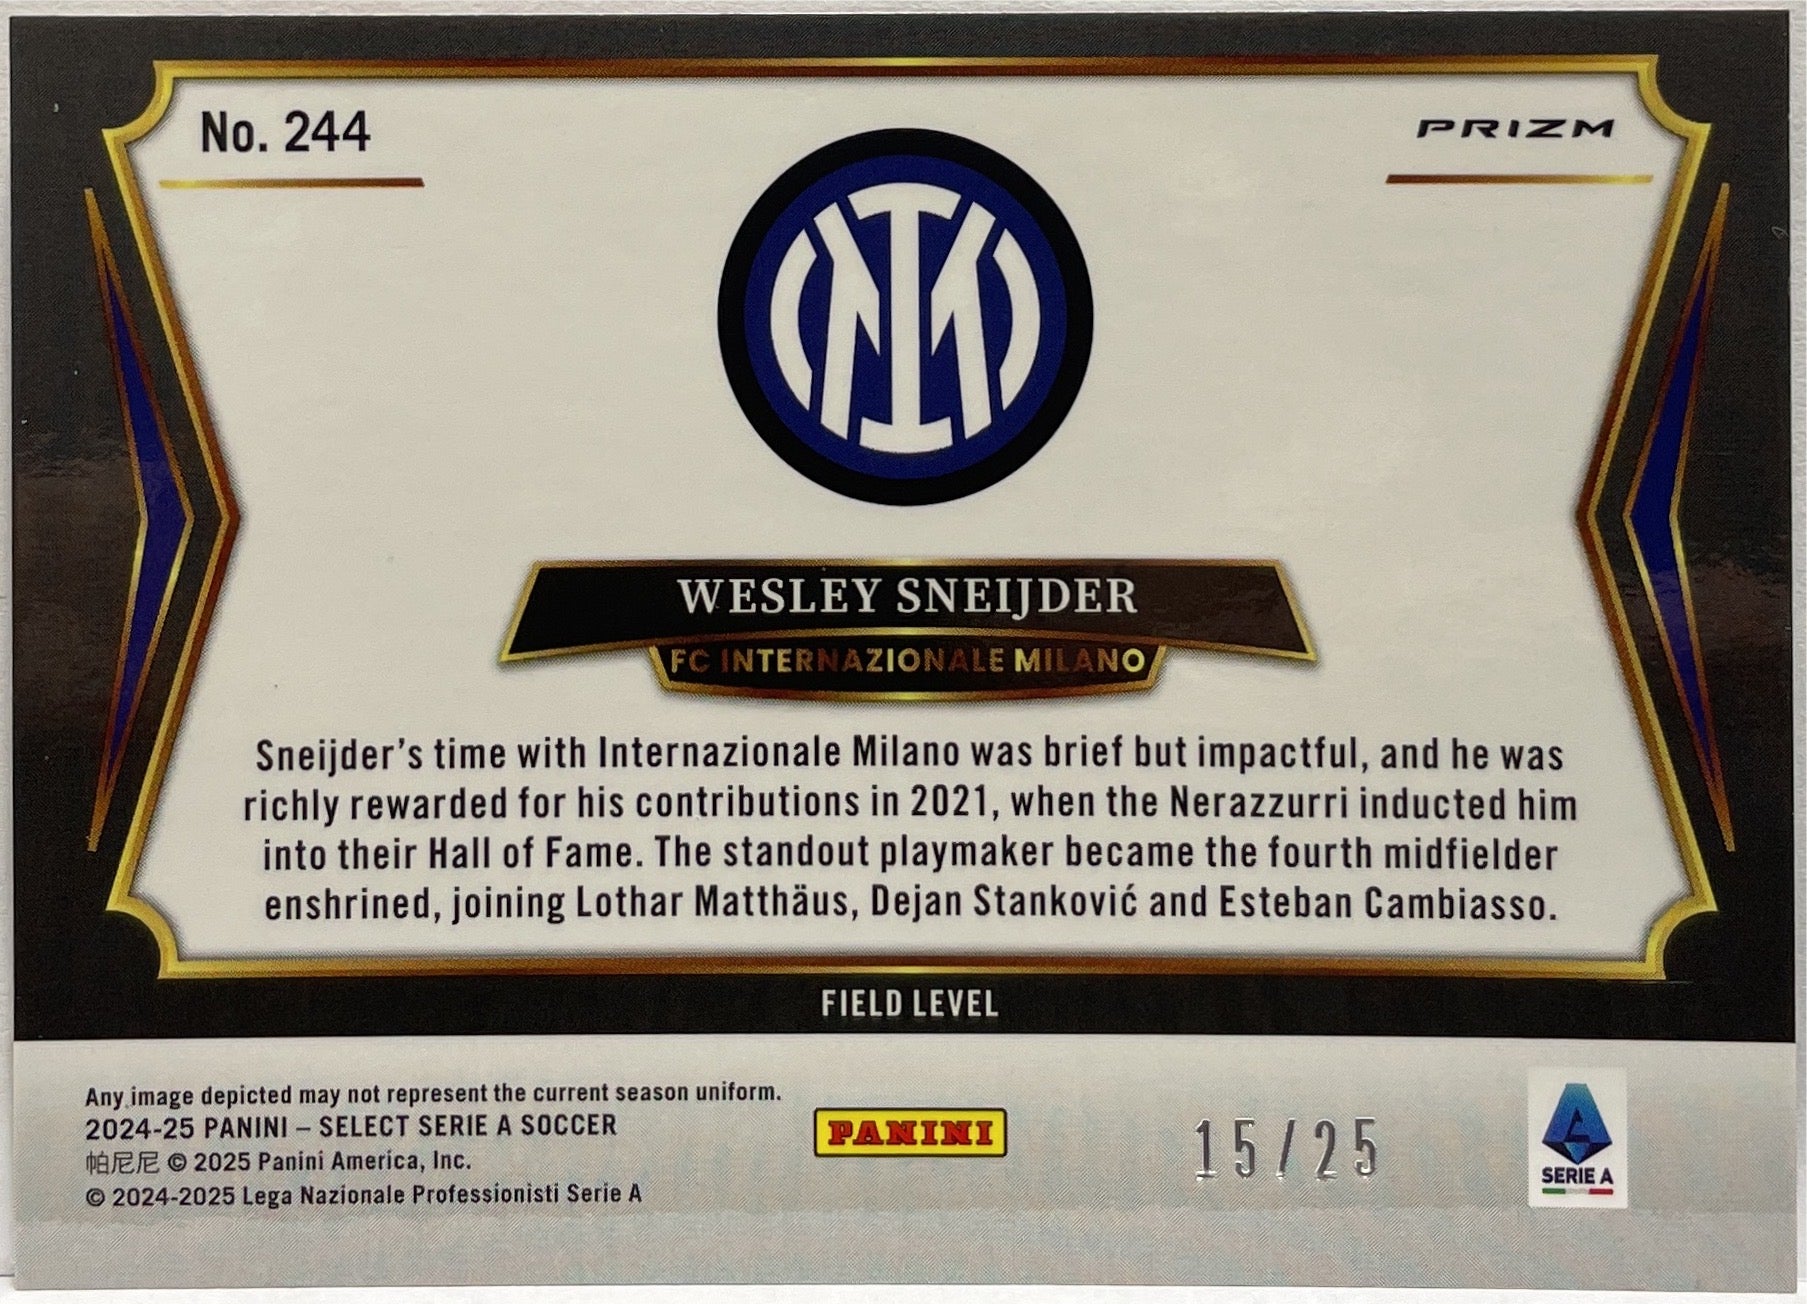 No. 244
PRIZM
WESLEY SNEIJDER
FC INTERNAZIONALE MILANO
Sneijder’s time with Internazionale Milano was brief but impactful, and he was
richly rewarded for his contributions in 2021, when the Nerazzurri inducted him
into their Hall of Fame. The standout playmaker became the fourth midfielder
enshrined, joining Lothar Matthäus, Dejan Stanković and Esteban Cambiasso.
FIELD LEVEL
Any image depicted may not represent the current season uniform.
2024-25 PANINI – SELECT SERIE A SOCCER
帕尼尼 © 2025 Panini America, Inc.
© 2024-2025 Lega Nazionale Professionisti Serie A
PANINI
15/25
SERIE A